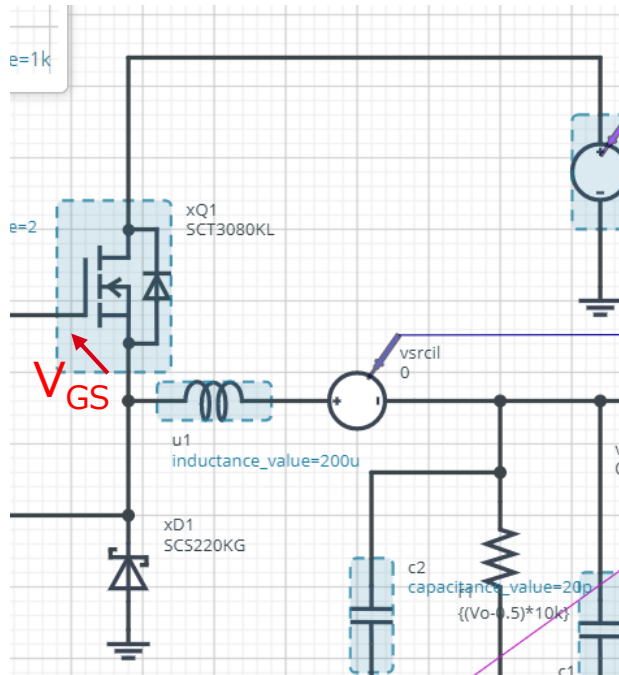 e=1k
xQ1
SCT3080KL
e=2
+
-
VGS
vsrcil
0
+
-
u1
inductance_value=200u
xD1
SCS220KG
c2
capacitance_value=20p
{(Vo-0.5)*10k}
c1